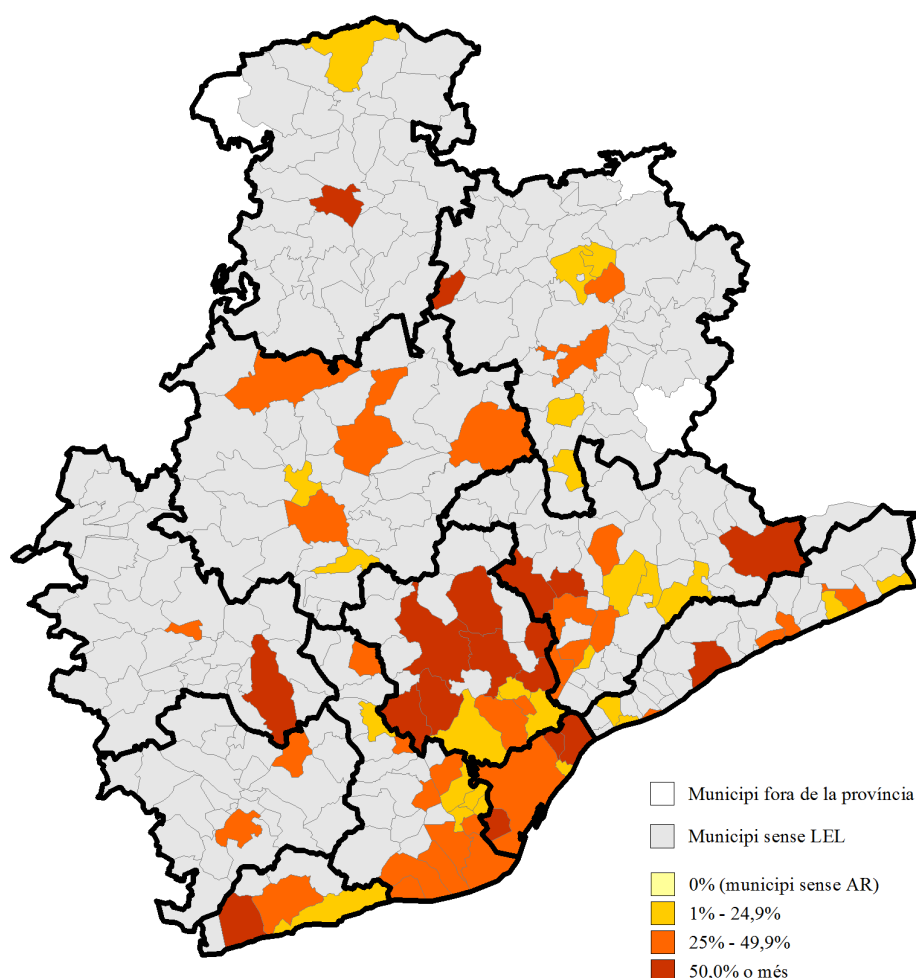 Municipi fora de la província
Municipi sense LEL
0% (municipi sense AR)
1% - 24,9%
25% - 49,9%
50,0% o més